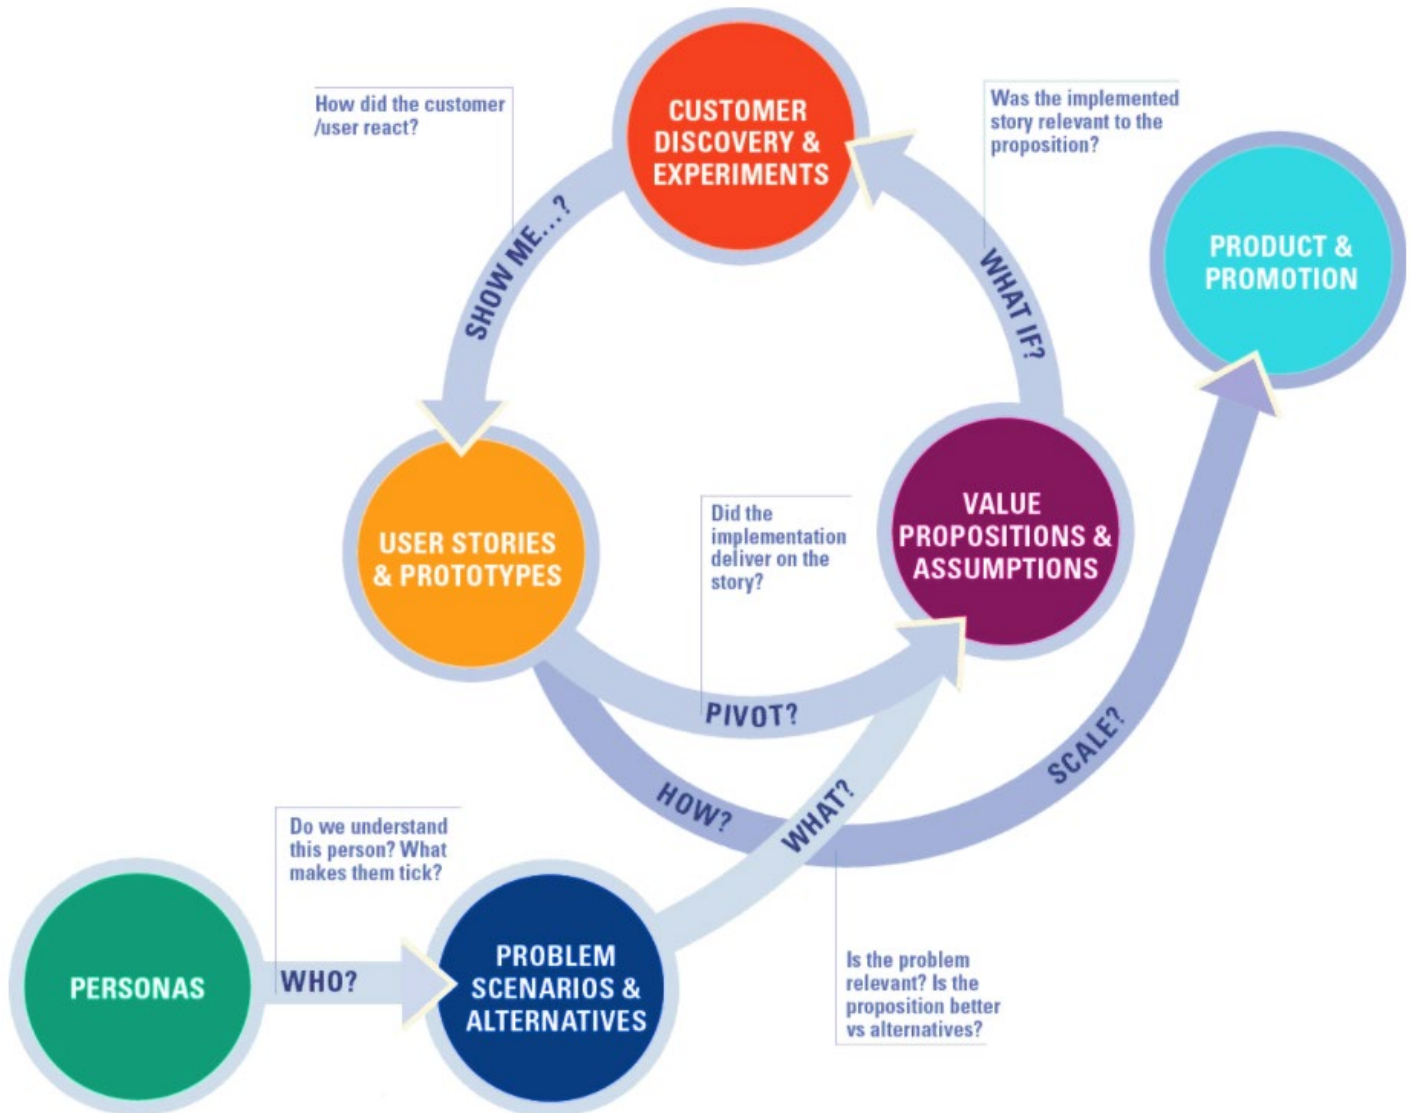 How did the customer
/user react?
CUSTOMER
DISCOVERY &
EXPERIMENTS
Was the implemented
story relevant to the
proposition?
PRODUCT &
PROMOTION
SHOW ME...?
WHAT IF?
USER STORIES
& PROTOTYPES
Did the
implementation
deliver on the
story?
VALUE
PROPOSITIONS &
ASSUMPTIONS
PIVOT?
HOW?
WHAT?
SCALE?
Do we understand
this person? What
makes them tick?
PERSONAS
WHO?
PROBLEM
SCENARIOS &
ALTERNATIVES
Is the problem
relevant? Is the
proposition better
vs alternatives?